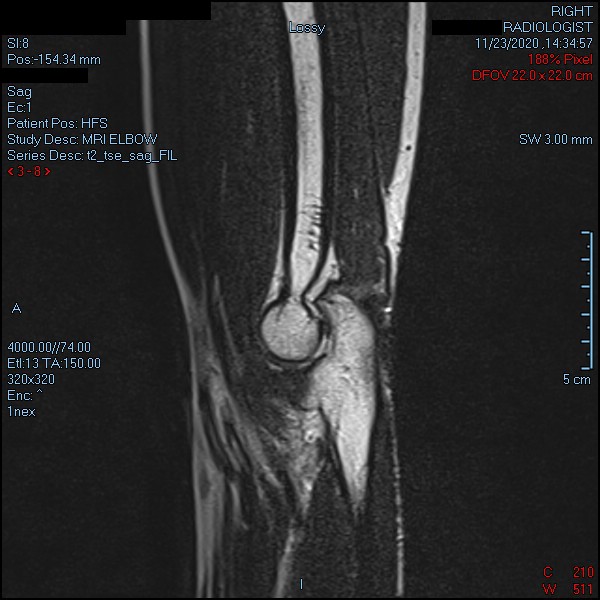 Lossy
SI:8
Pos:-154.34 mm
Sag
Ec:1
Patient Pos: HFS
Study Desc: MRI ELBOW
Series Desc: t2_tse_sag_FIL
< 3 - 8 >
RIGHT
RADIOLOGIST
11/23/2020 ,14:34:57
188% Pixel
DFOV 22.0 x 22.0 cm
SW 3.00 mm
A
4000.00//74.00
Etl:13 TA:150.00
320x320
Enc: ^
1nex
5 cm
I
C 210
W 511